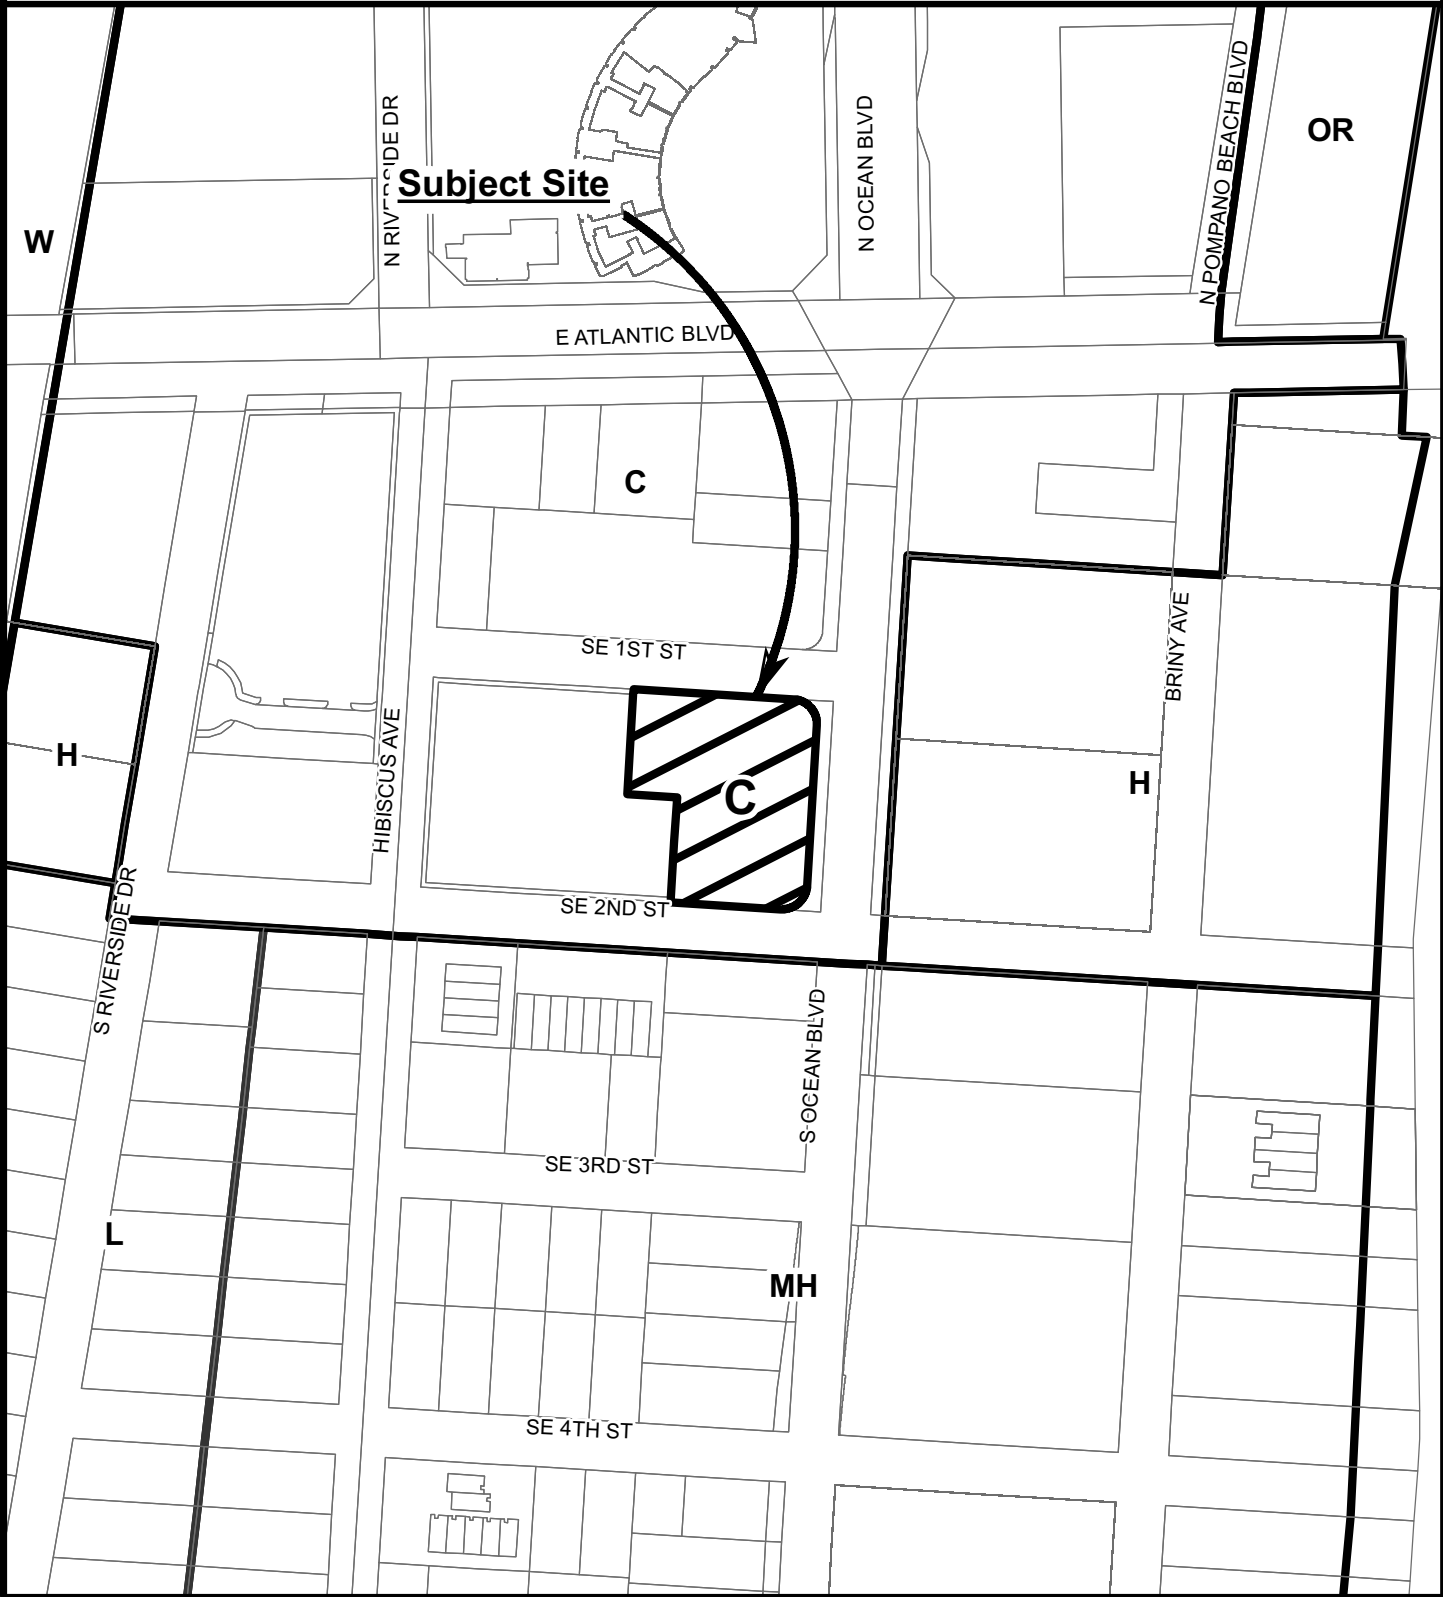 N RIVERSIDE DR
N OCEAN BLVD
N POMPANO BEACH BLVD
OR
Subject Site
W
E ATLANTIC BLVD
C
SE 1ST ST
BRINY AVE
H
HIBISCUS AVE
C
H
SE 2ND ST
S RIVERSIDE DR
S OCEAN BLVD
SE 3RD ST
L
MH
SE 4TH ST